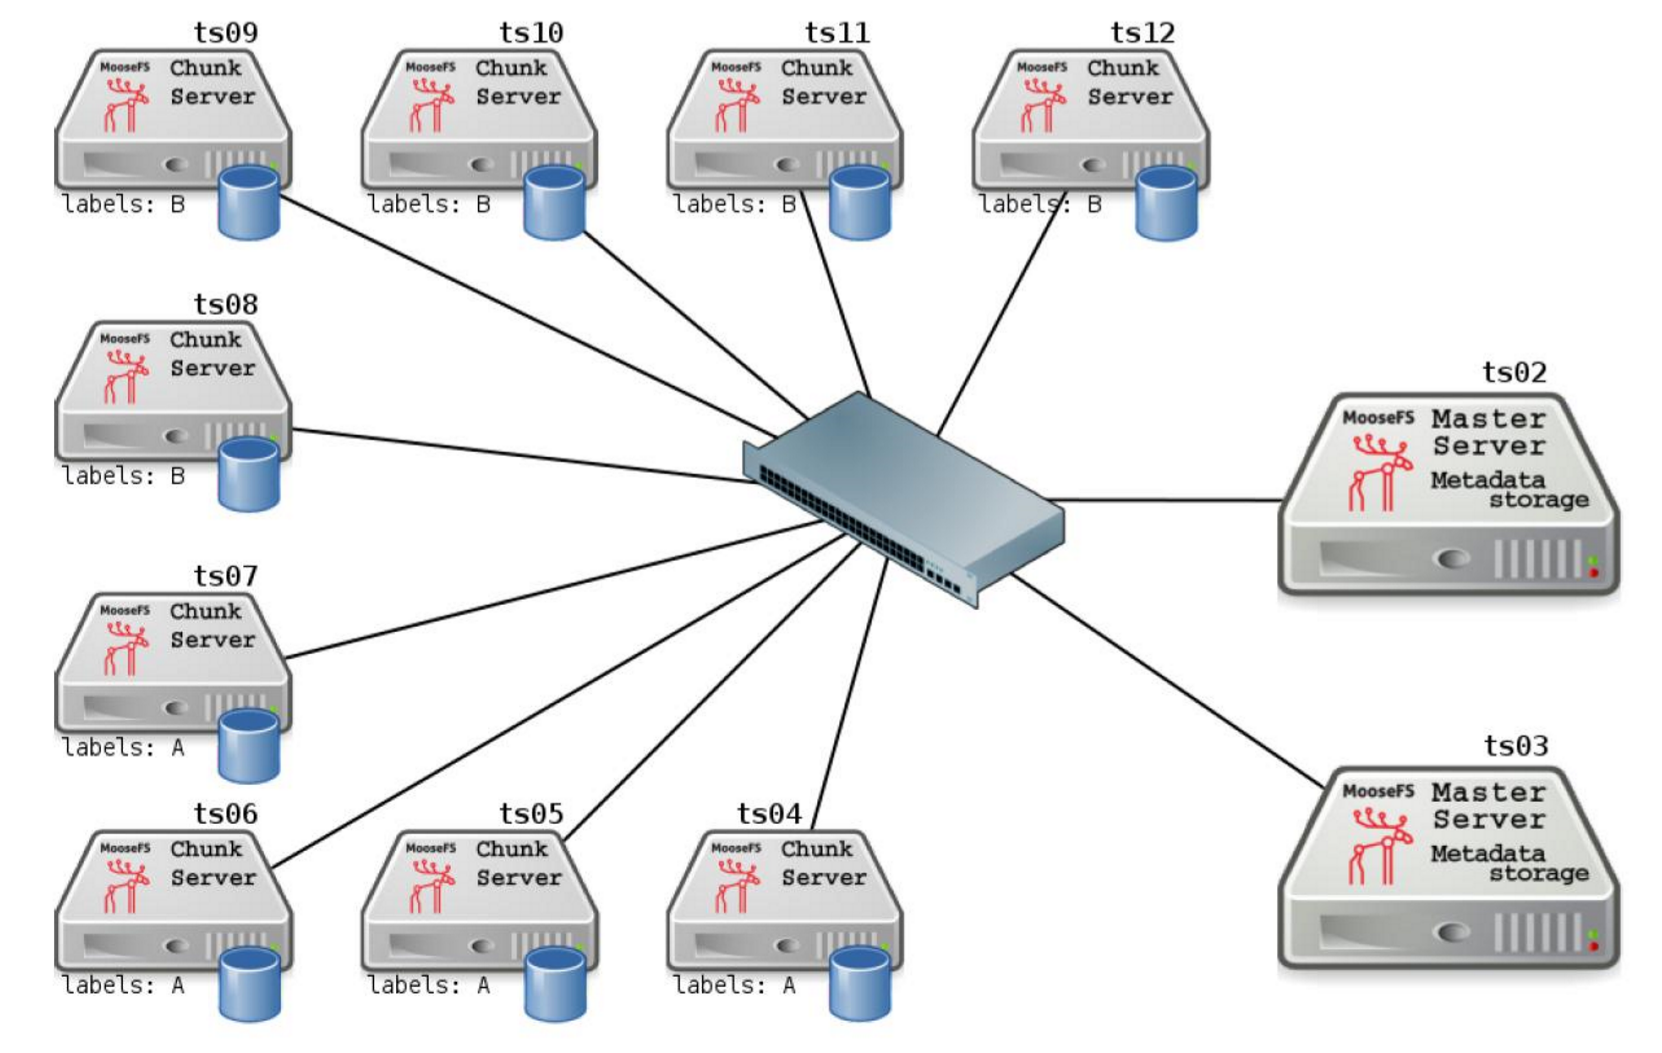 ts09
MooseFS Chunk
Server
labels: B
ts10
MooseFS Chunk
Server
labels: B
ts11
MooseFS Chunk
Server
labels: B
ts12
MooseFS Chunk
Server
labels: B
ts08
MooseFS Chunk
Server
labels: B
ts02
MooseFS Master
Server
Metadata
storage
ts07
MooseFS Chunk
Server
labels: A
ts03
MooseFS Master
Server
Metadata
storage
ts06
MooseFS Chunk
Server
labels: A
ts05
MooseFS Chunk
Server
labels: A
ts04
MooseFS Chunk
Server
labels: A